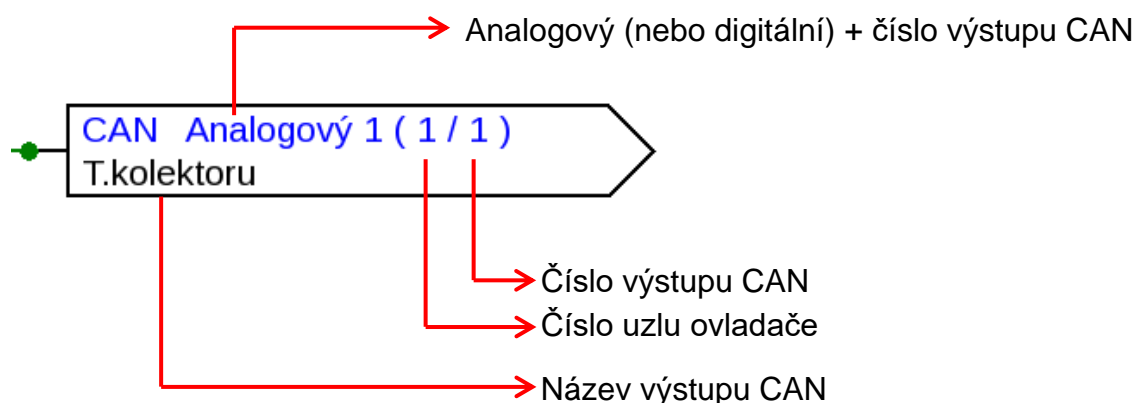 Analogový (nebo digitální) + číslo výstupu CAN
CAN Analogový 1 ( 1 / 1 )
T.kolektoru
Číslo výstupu CAN
Číslo uzlu ovladače
Název výstupu CAN